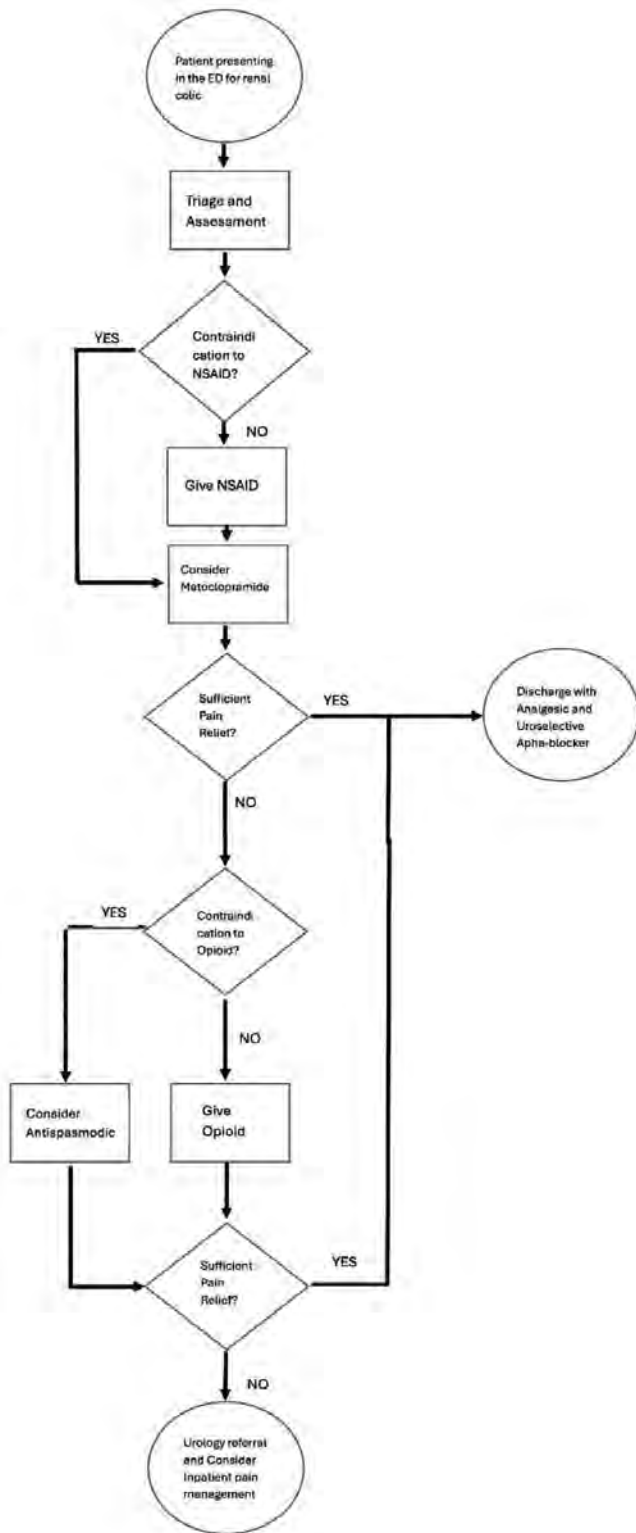 Patient presenting
in the ED for renal
colic
Triage and
Assessment
YES
Contraindi
cation to
NSAID?
NO
Give NSAID
Consider
Metoclopramide
Sufficient
Pain
Relief?
YES
Discharge with
Analgesic and
Uroselective
Apha-blocker
NO
YES
Contraindi
cation to
Opioid?
NO
Consider
Antispasmodic
Give
Opioid
Sufficient
Pain
Relief?
YES
NO
Urology referral
and Consider
Inpatient pain
management